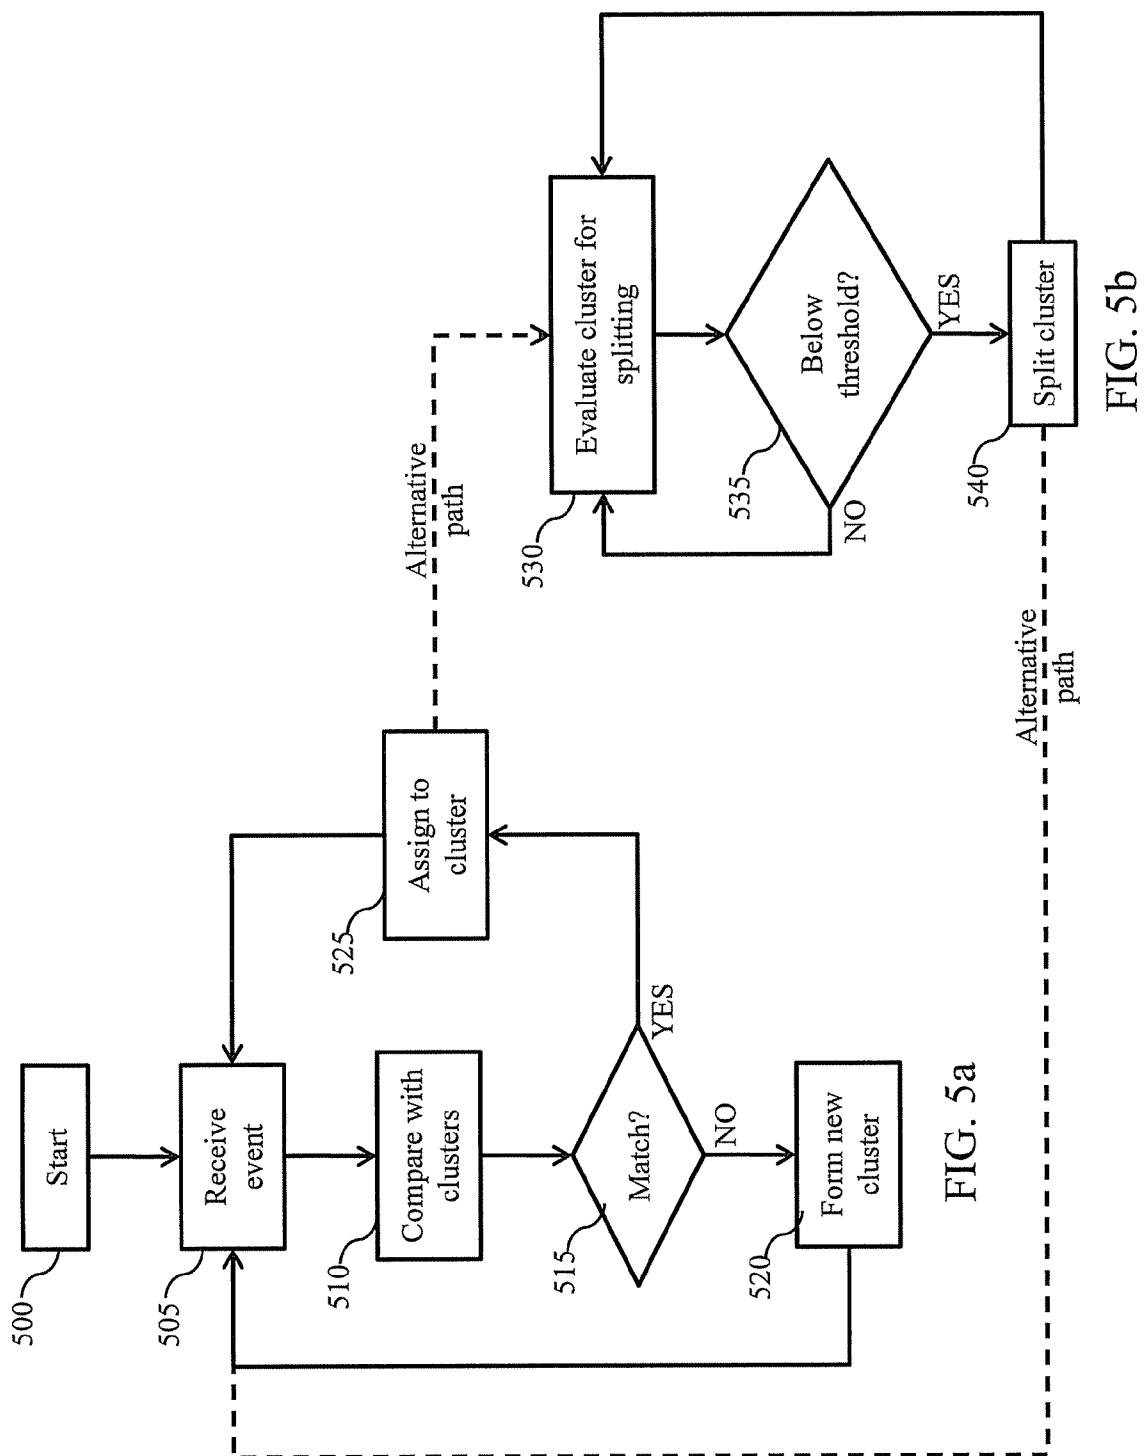 500
Start
505
Receive
event
510
Compare with
clusters
515
Match?
YES
NO
520
Form new
cluster
525
Assign to
cluster
FIG. 5a
Alternative
path
530
Evaluate cluster for
splitting
535
Below
threshold?
NO
YES
540
Split cluster
Alternative
path
FIG. 5b